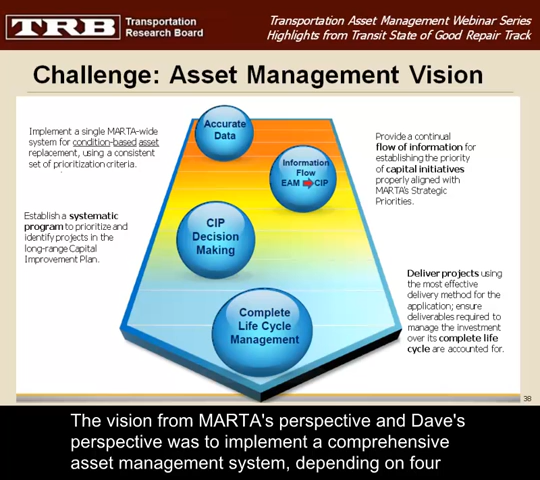 TRB
Transportation
Research Board
Transportation Asset Management Webinar Series
Highlights from Transit State of Good Repair Track
Challenge: Asset Management Vision
Implement a single MARTA-wide
system for condition-based asset
replacement, using a consistent
set of prioritization criteria.
Accurate
Data
Provide a continual
flow of information for
establishing the priority
of capital initiatives
properly aligned with
MARTA's Strategic
Priorities.
Information
Flow
EAM CIP
Establish a systematic
program to prioritize and
identify projects in the
long-range Capital
Improvement Plan.
CIP
Decision
Making
Deliver projects using
the most effective
delivery method for the
application; ensure
deliverables required to
manage the investment
over its complete life
cycle are accounted for.
Complete
Life Cycle
Management
38
The vision from MARTA's perspective and Dave's
perspective was to implement a comprehensive
asset management system, depending on four